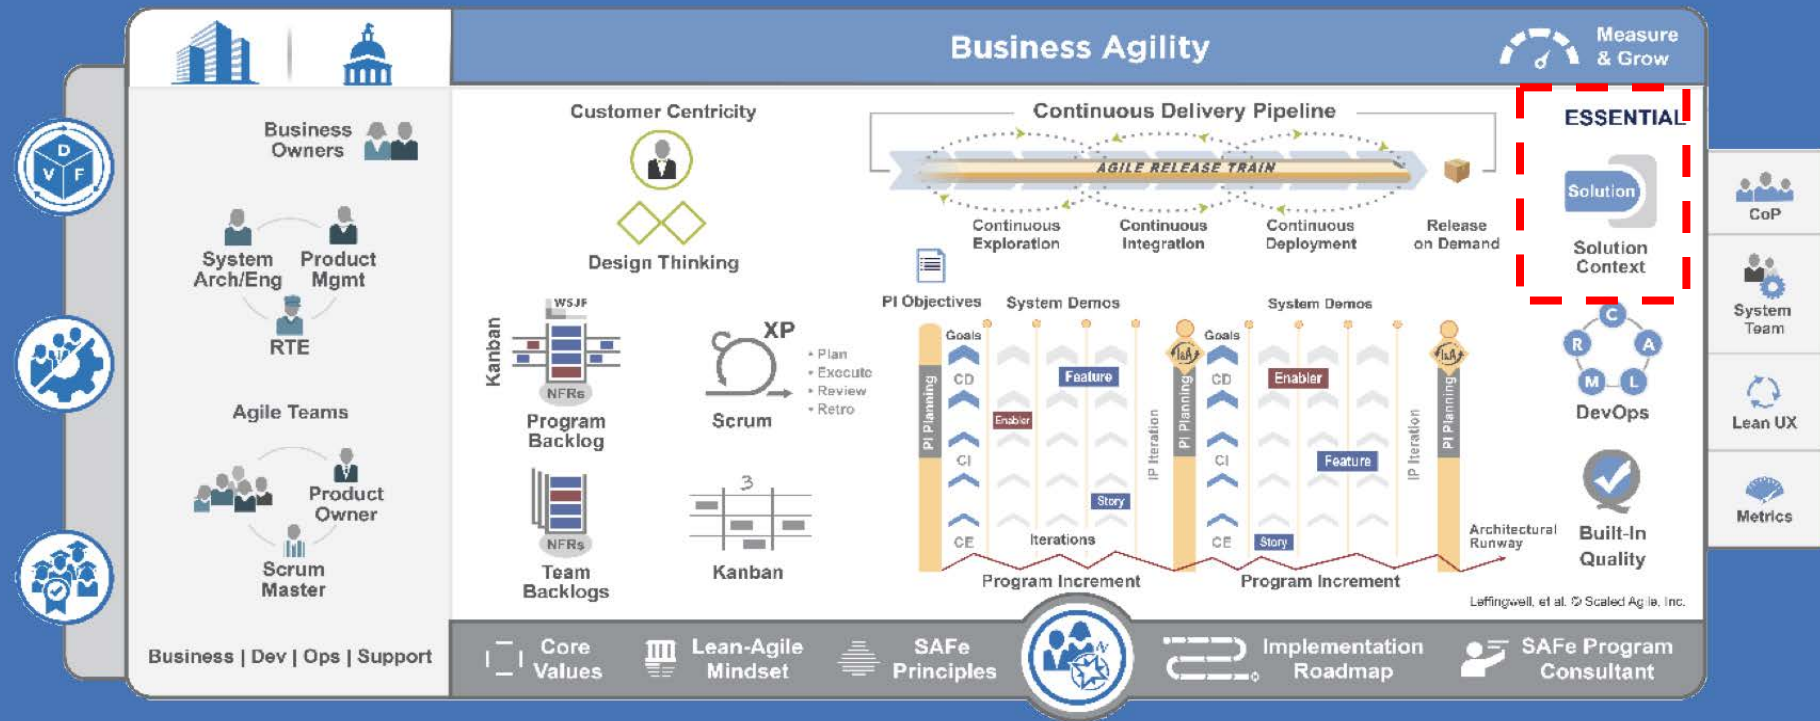 Business Agility
Measure
& Grow
D
V F
Business
Owners
System
Arch/Eng
Product
Mgmt
RTE
Agile Teams
Product
Owner
Scrum
Master
Business | Dev | Ops | Support
Customer Centricity
Design Thinking
Kanban
WSJF
NFRs
Program
Backlog
XP
• Plan
• Execute
• Review
• Retro
Scrum
NFRs
Team
Backlogs
3
Kanban
Continuous Delivery Pipeline
AGILE RELEASE TRAIN
Continuous
Exploration
Continuous
Integration
Continuous
Deployment
Release
on Demand
PI Objectives
System Demos
System Demos
PI Planning
Goals
CD
CI
CE
Feature
Enabler
Story
Iterations
IP Iteration
I&A
PI Planning
Goals
CD
CI
CE
Enabler
Feature
Story
IP Iteration
I&A
PI Planning
Program Increment
Program Increment
Architectural
Runway
ESSENTIAL
Solution
Solution
Context
C
R A
M L
DevOps
Built-In
Quality
Leffingwell, et al. © Scaled Agile, Inc.
CoP
System
Team
Lean UX
Metrics
Core
Values
Lean-Agile
Mindset
SAFe
Principles
N
Implementation
Roadmap
SAFe Program
Consultant